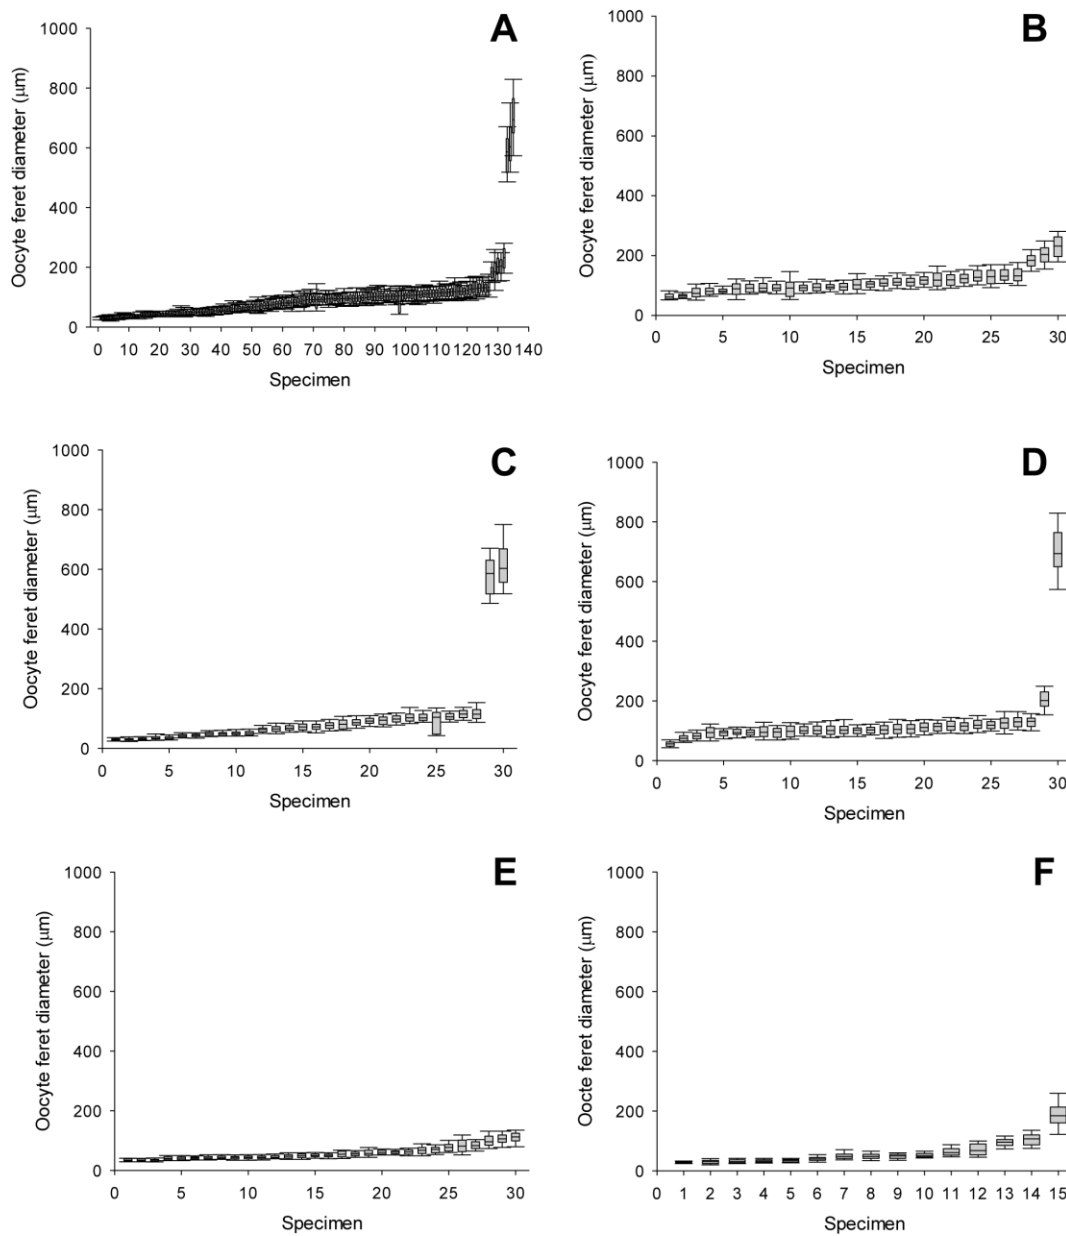 A
Oocyte feret diameter (μm)
1000
800
600
400
200
0
0 10 20 30 40 50 60 70 80 90 100 110 120 130 140
Specimen
B
Oocyte feret diameter (μm)
1000
800
600
400
200
0
0 5 10 15 20 25 30
Specimen
C
Oocyte feret diameter (μm)
1000
800
600
400
200
0
0 5 10 15 20 25 30
Specimen
D
Oocyte feret diameter (μm)
1000
800
600
400
200
0
0 5 10 15 20 25 30
Specimen
E
Oocyte feret diameter (μm)
1000
800
600
400
200
0
0 5 10 15 20 25 30
Specimen
F
Oocte feret diameter (μm)
1000
800
600
400
200
0
0 1 2 3 4 5 6 7 8 9 10 11 12 13 14 15
Specimen